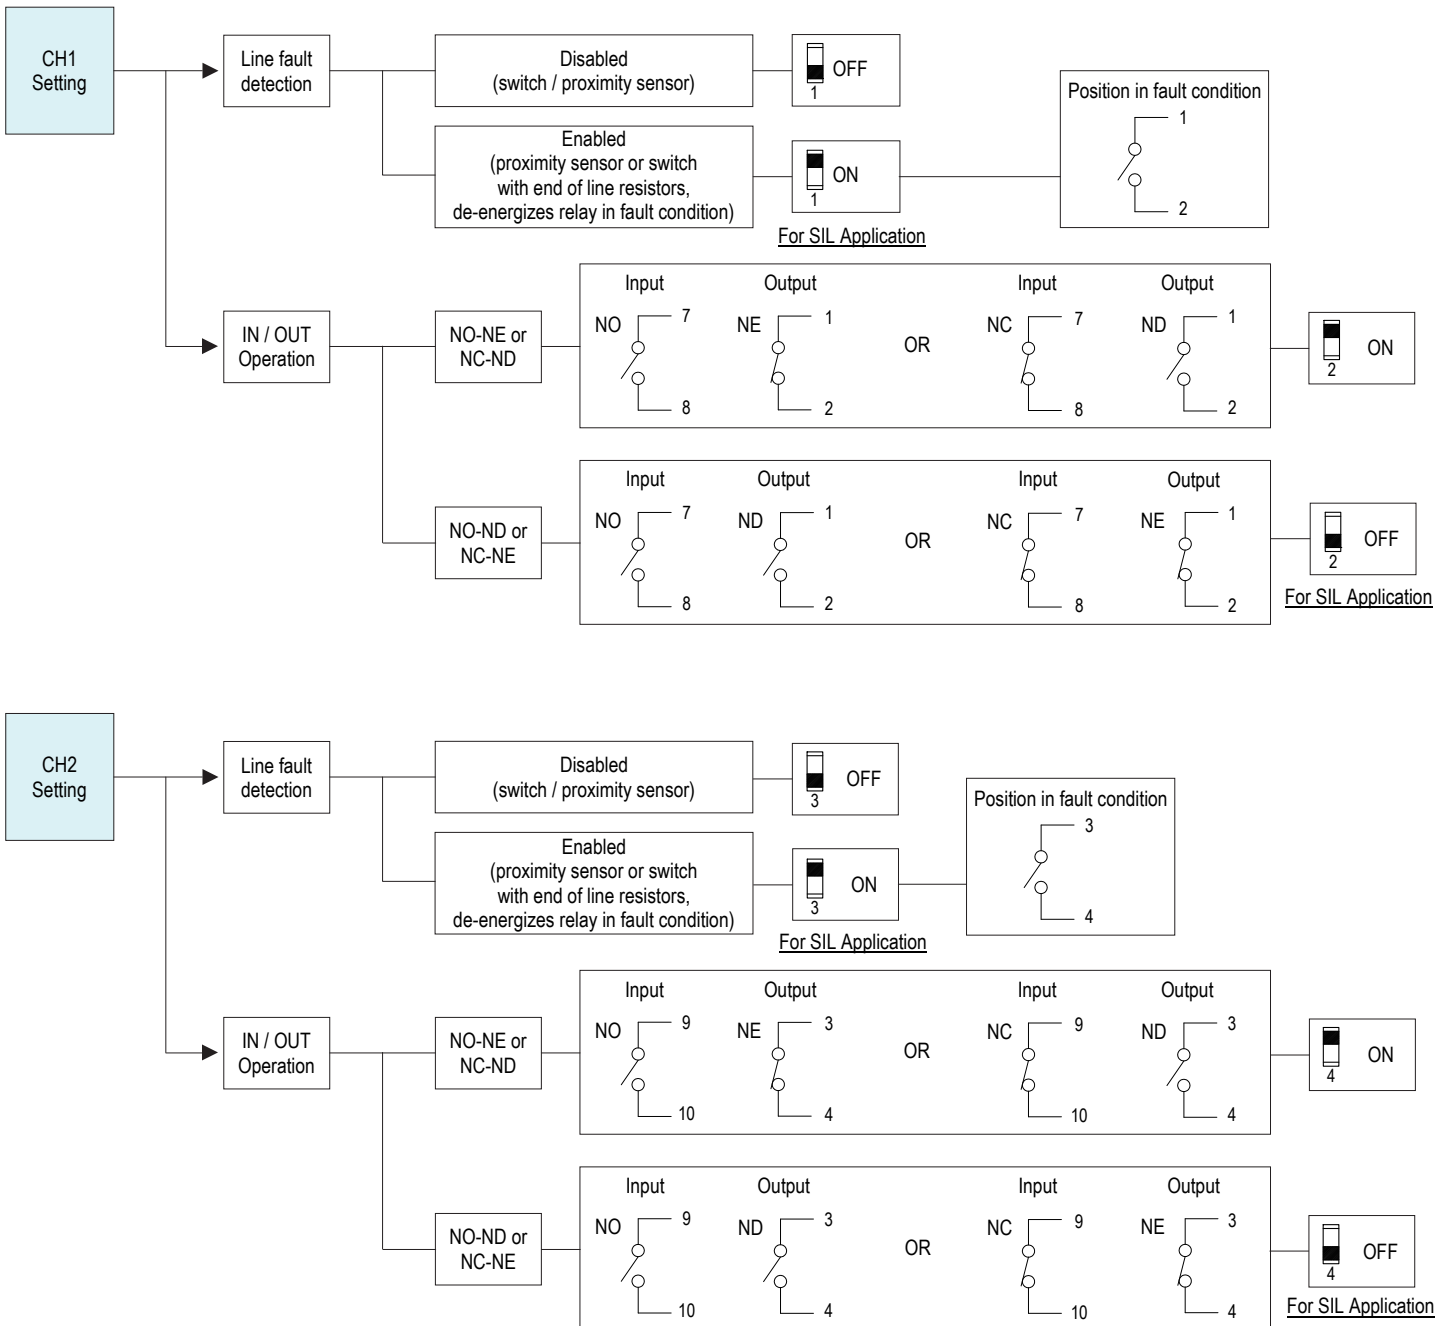 CH1
Setting
Line fault
detection
Disabled
(switch / proximity sensor)
1
OFF
Enabled
(proximity sensor or switch
with end of line resistors,
de-energizes relay in fault condition)
1
ON
For SIL Application
Position in fault condition
1
2
IN / OUT
Operation
NO-NE or
NC-ND
Input
NO
7
8
Output
NE
1
2
OR
Input
NC
7
8
Output
ND
1
2
2
ON
NO-ND or
NC-NE
Input
NO
7
8
Output
ND
1
2
OR
Input
NC
7
8
Output
NE
1
2
2
OFF
For SIL Application
CH2
Setting
Line fault
detection
Disabled
(switch / proximity sensor)
3
OFF
Enabled
(proximity sensor or switch
with end of line resistors,
de-energizes relay in fault condition)
3
ON
For SIL Application
Position in fault condition
3
4
IN / OUT
Operation
NO-NE or
NC-ND
Input
NO
9
10
Output
NE
3
4
OR
Input
NC
9
10
Output
ND
3
4
4
ON
NO-ND or
NC-NE
Input
NO
9
10
Output
ND
3
4
OR
Input
NC
9
10
Output
NE
3
4
4
OFF
For SIL Application